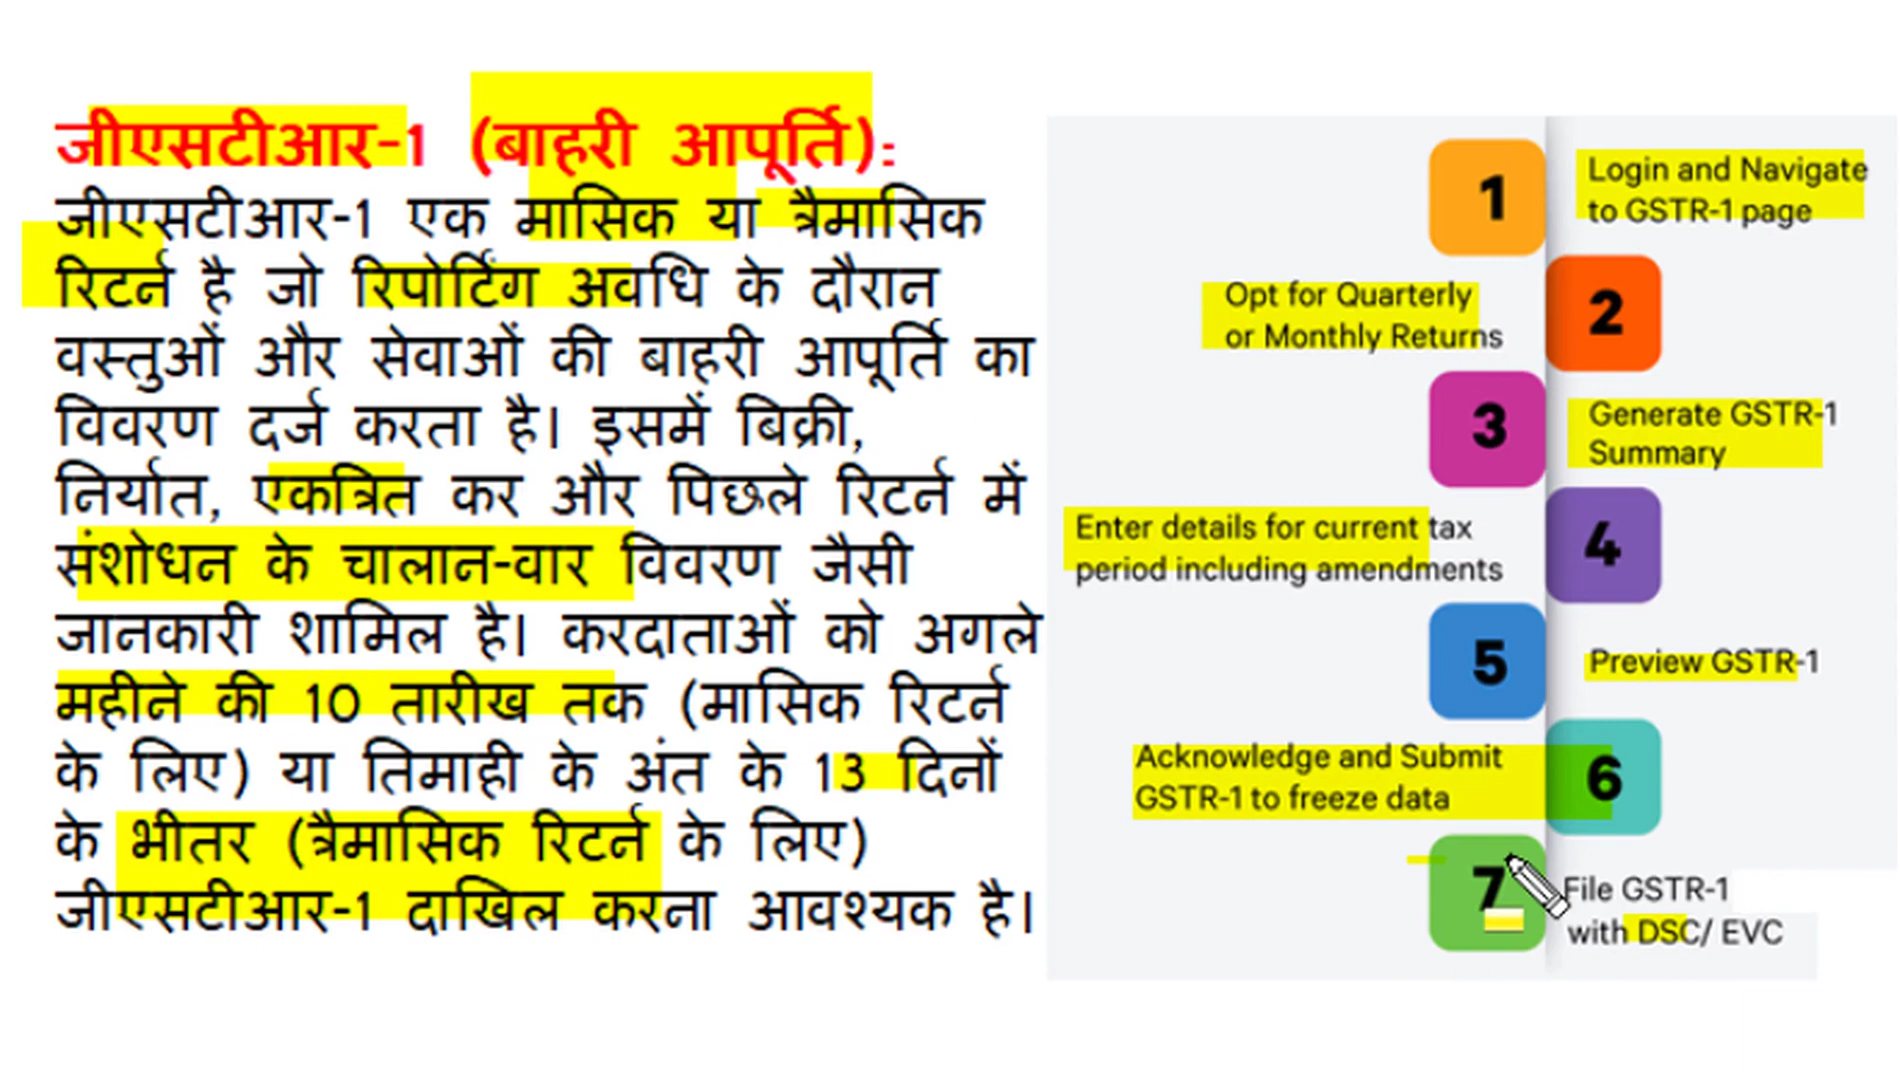 जीएसटीआर-1 (बाहरी आपूर्ति):
जीएसटीआर-1 एक मासिक या त्रैमासिक
रिटर्न है जो रिपोर्टिंग अवधि के दौरान
वस्तुओं और सेवाओं की बाहरी आपूर्ति का
विवरण दर्ज करता है। इसमें बिक्री,
निर्यात, एकत्रित कर और पिछले रिटर्न में
संशोधन के चालान-वार विवरण जैसी
जानकारी शामिल है। करदाताओं को अगले
महीने की 10 तारीख तक (मासिक रिटर्न
के लिए) या तिमाही के अंत के 13 दिनों
के भीतर (त्रैमासिक रिटर्न के लिए)
जीएसटीआर-1 दाखिल करना आवश्यक है।
1
Login and Navigate
to GSTR-1 page
2
Opt for Quarterly
or Monthly Returns
3
Generate GSTR-1
Summary
4
Enter details for current tax
period including amendments
5
Preview GSTR-1
6
Acknowledge and Submit
GSTR-1 to freeze data
7
File GSTR-1
with DSC/ EVC